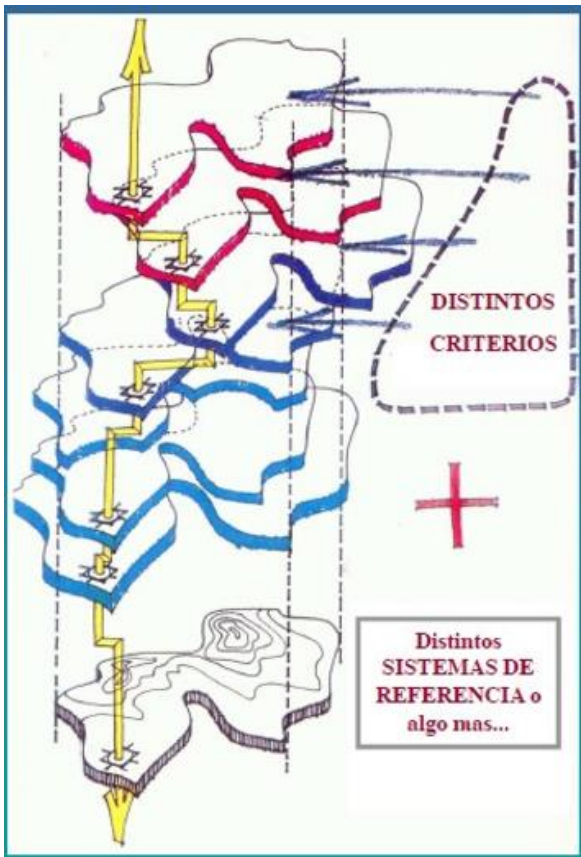 DISTINTOS
CRITERIOS
Distintos
SISTEMAS DE
REFERENCIA o
algo mas...